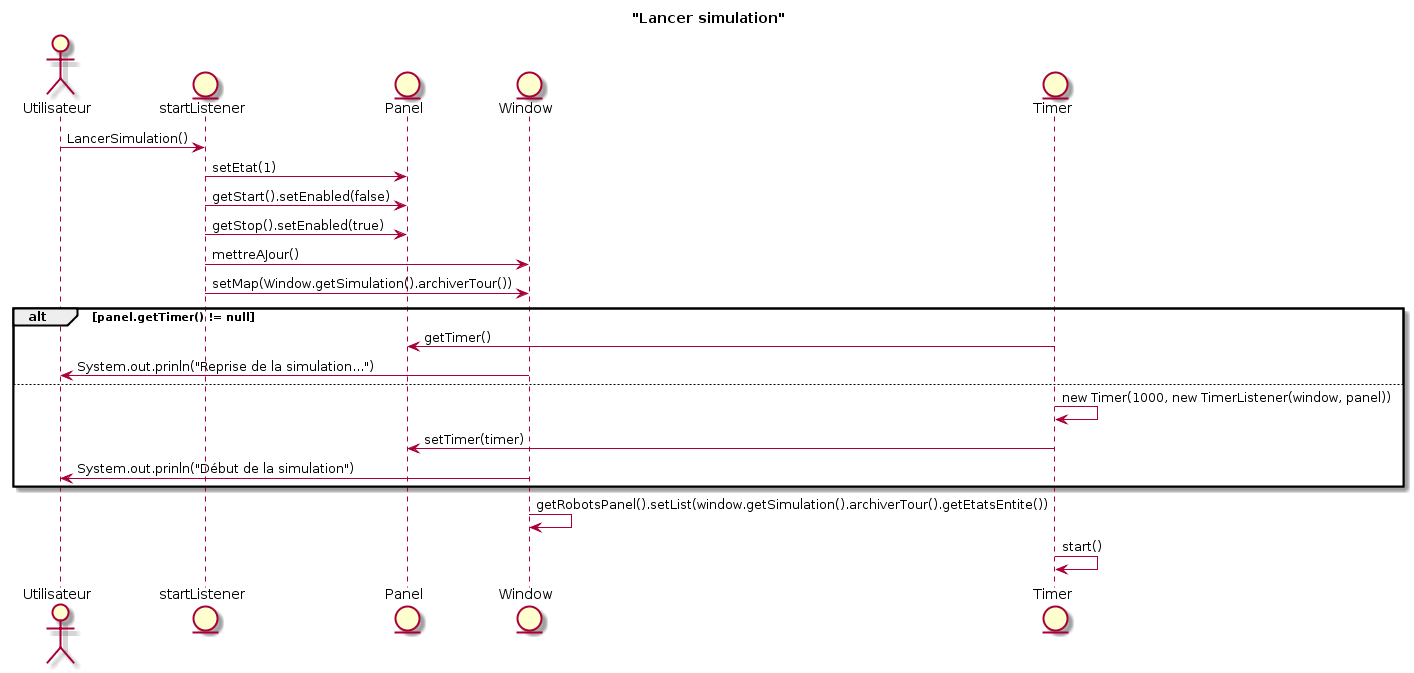 "Lancer simulation"
Utilisateur startListener Panel Window Timer
LancerSimulation()
setEtat(1)
getStart().setEnabled(false)
getStop().setEnabled(true)
mettreAJour()
setMap(Window.getSimulation().archiverTour())
alt [panel.getTimer() != null]
getTimer()
System.out.prinln("Reprise de la simulation...")
new Timer(1000, new TimerListener(window, panel))
setTimer(timer)
System.out.prinln("Début de la simulation")
getRobotsPanel().setList(window.getSimulation().archiverTour().getEtatsEntite())
start()
Utilisateur startListener Panel Window Timer